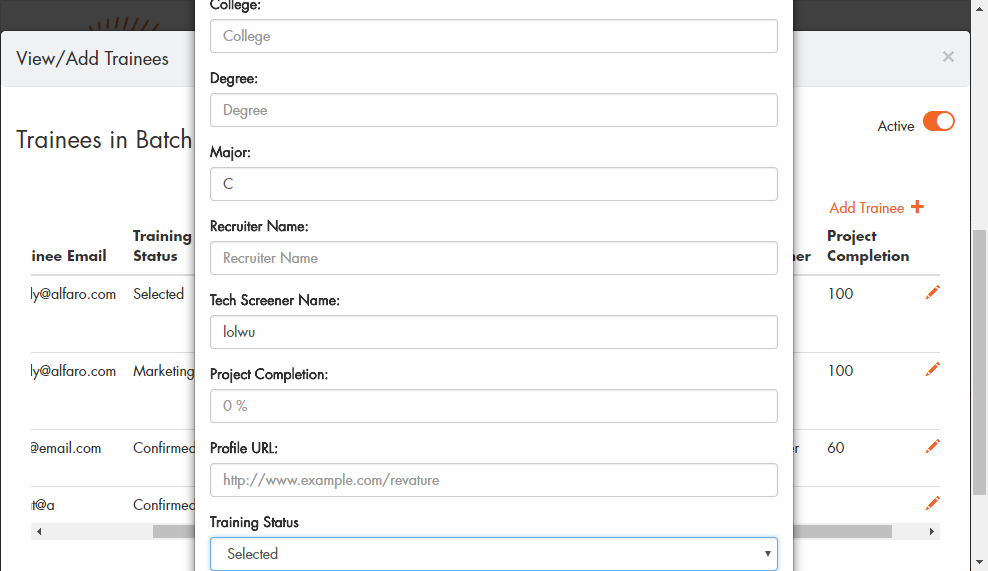 College:
College
View/Add Trainees
×
Degree:
Degree
Active
Trainees in Batch
Major:
C
Add Trainee +
Recruiter Name:
Recruiter Name
inee Email
Training
Status
ner
Project
Completion
Tech Screener Name:
lolwu
ly@alfaro.com
Selected
100
Project Completion:
0 %
ly@alfaro.com
Marketing
100
Profile URL:
http://www.example.com/revature
@email.com
Confirmed
r
60
Training Status
Selected
t@a
Confirmed